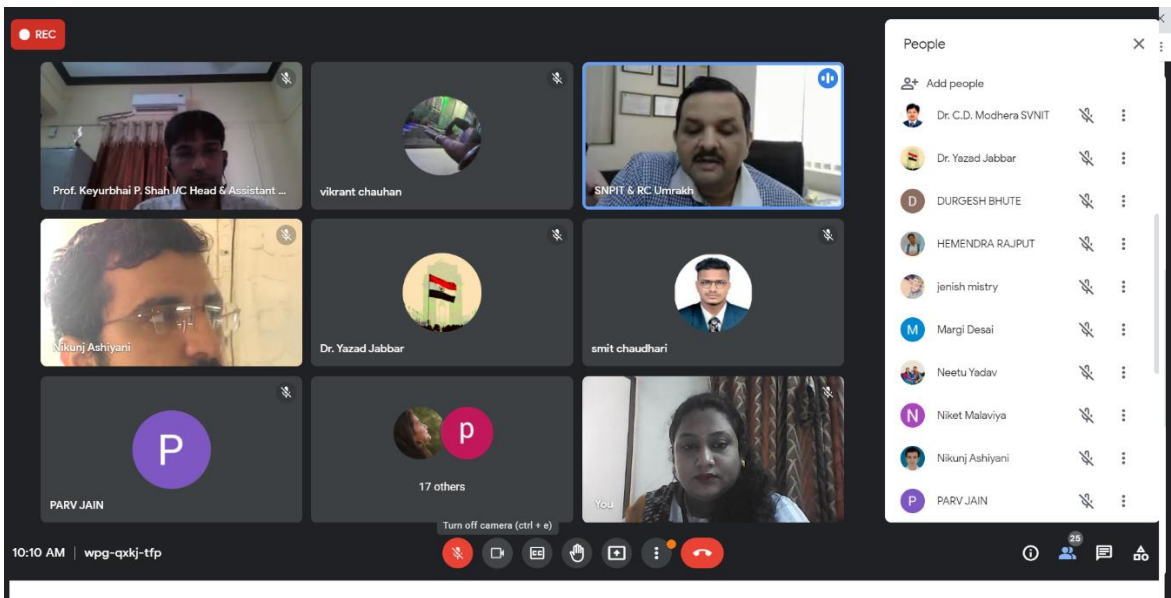 REC
Prof. Keyurbhai P. Shah I/C Head & Assistant ...
vikrant chauhan
SNPIT & RC Umrakh
Nikunj Ashiyani
Dr. Yazad Jabbar
smit chaudhari
P
PARV JAIN
p
17 others
You
Turn off camera (ctrl + e)
10:10 AM | wpg-qxkj-tfp
CC
25
People
Add people
Dr. C.D. Modhera SVNIT
Dr. Yazad Jabbar
D DURGESH BHUTE
HEMENDRA RAJPUT
jenish mistry
M Margi Desai
Neetu Yadav
N Niket Malaviya
Nikunj Ashiyani
P PARV JAIN